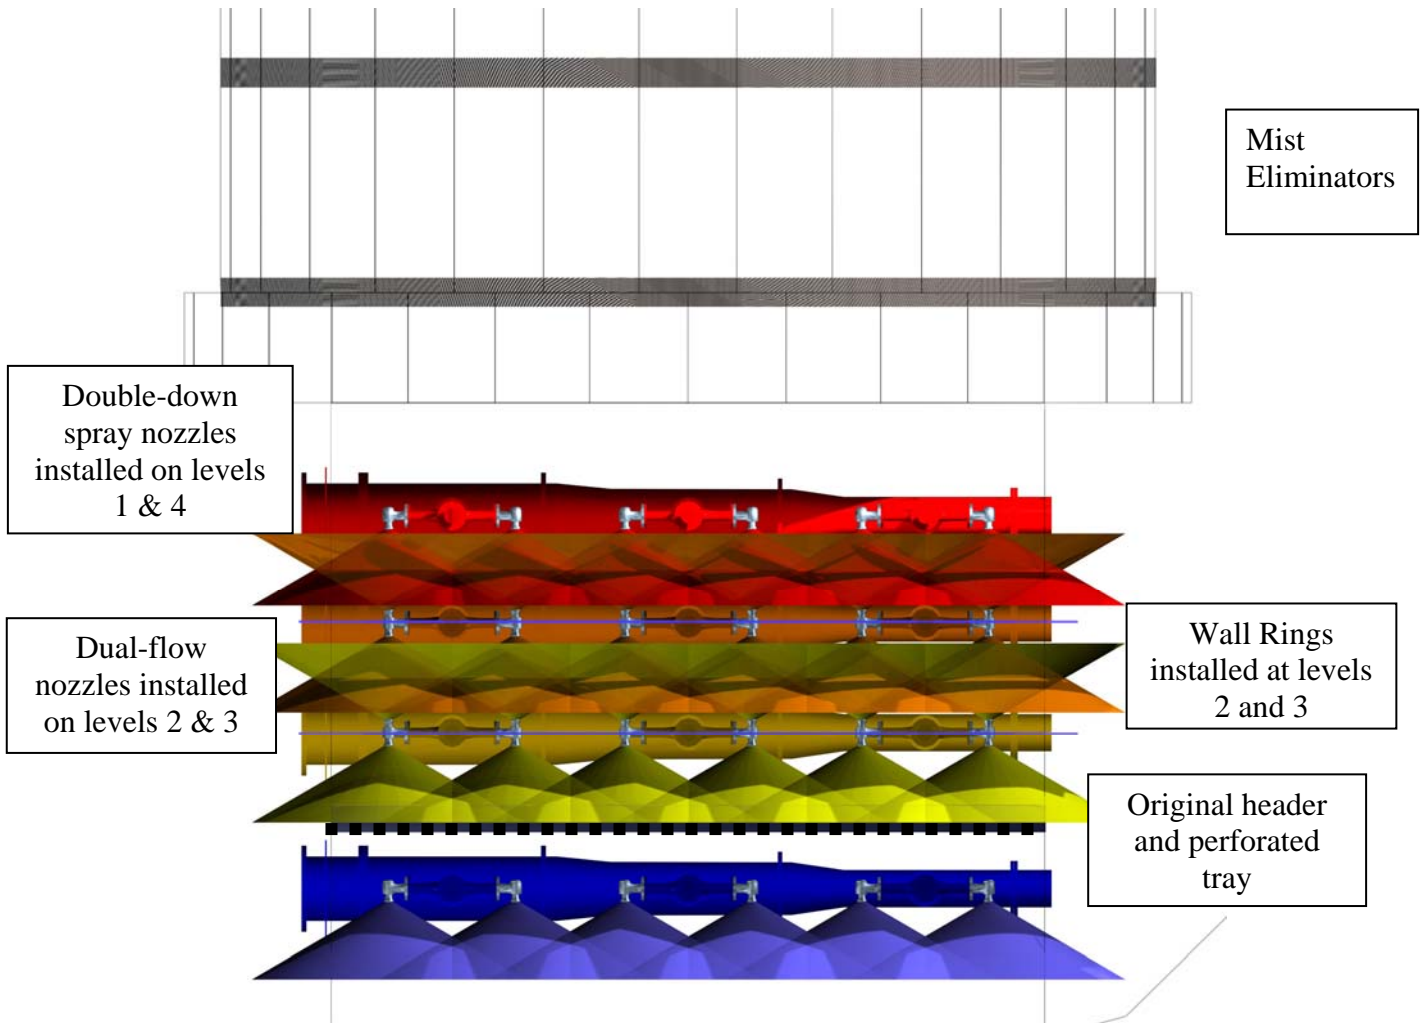 Mist
Eliminators
Double-down
spray nozzles
installed on levels
1 & 4
Dual-flow
nozzles installed
on levels 2 & 3
Wall Rings
installed at levels
2 and 3
Original header
and perforated
tray